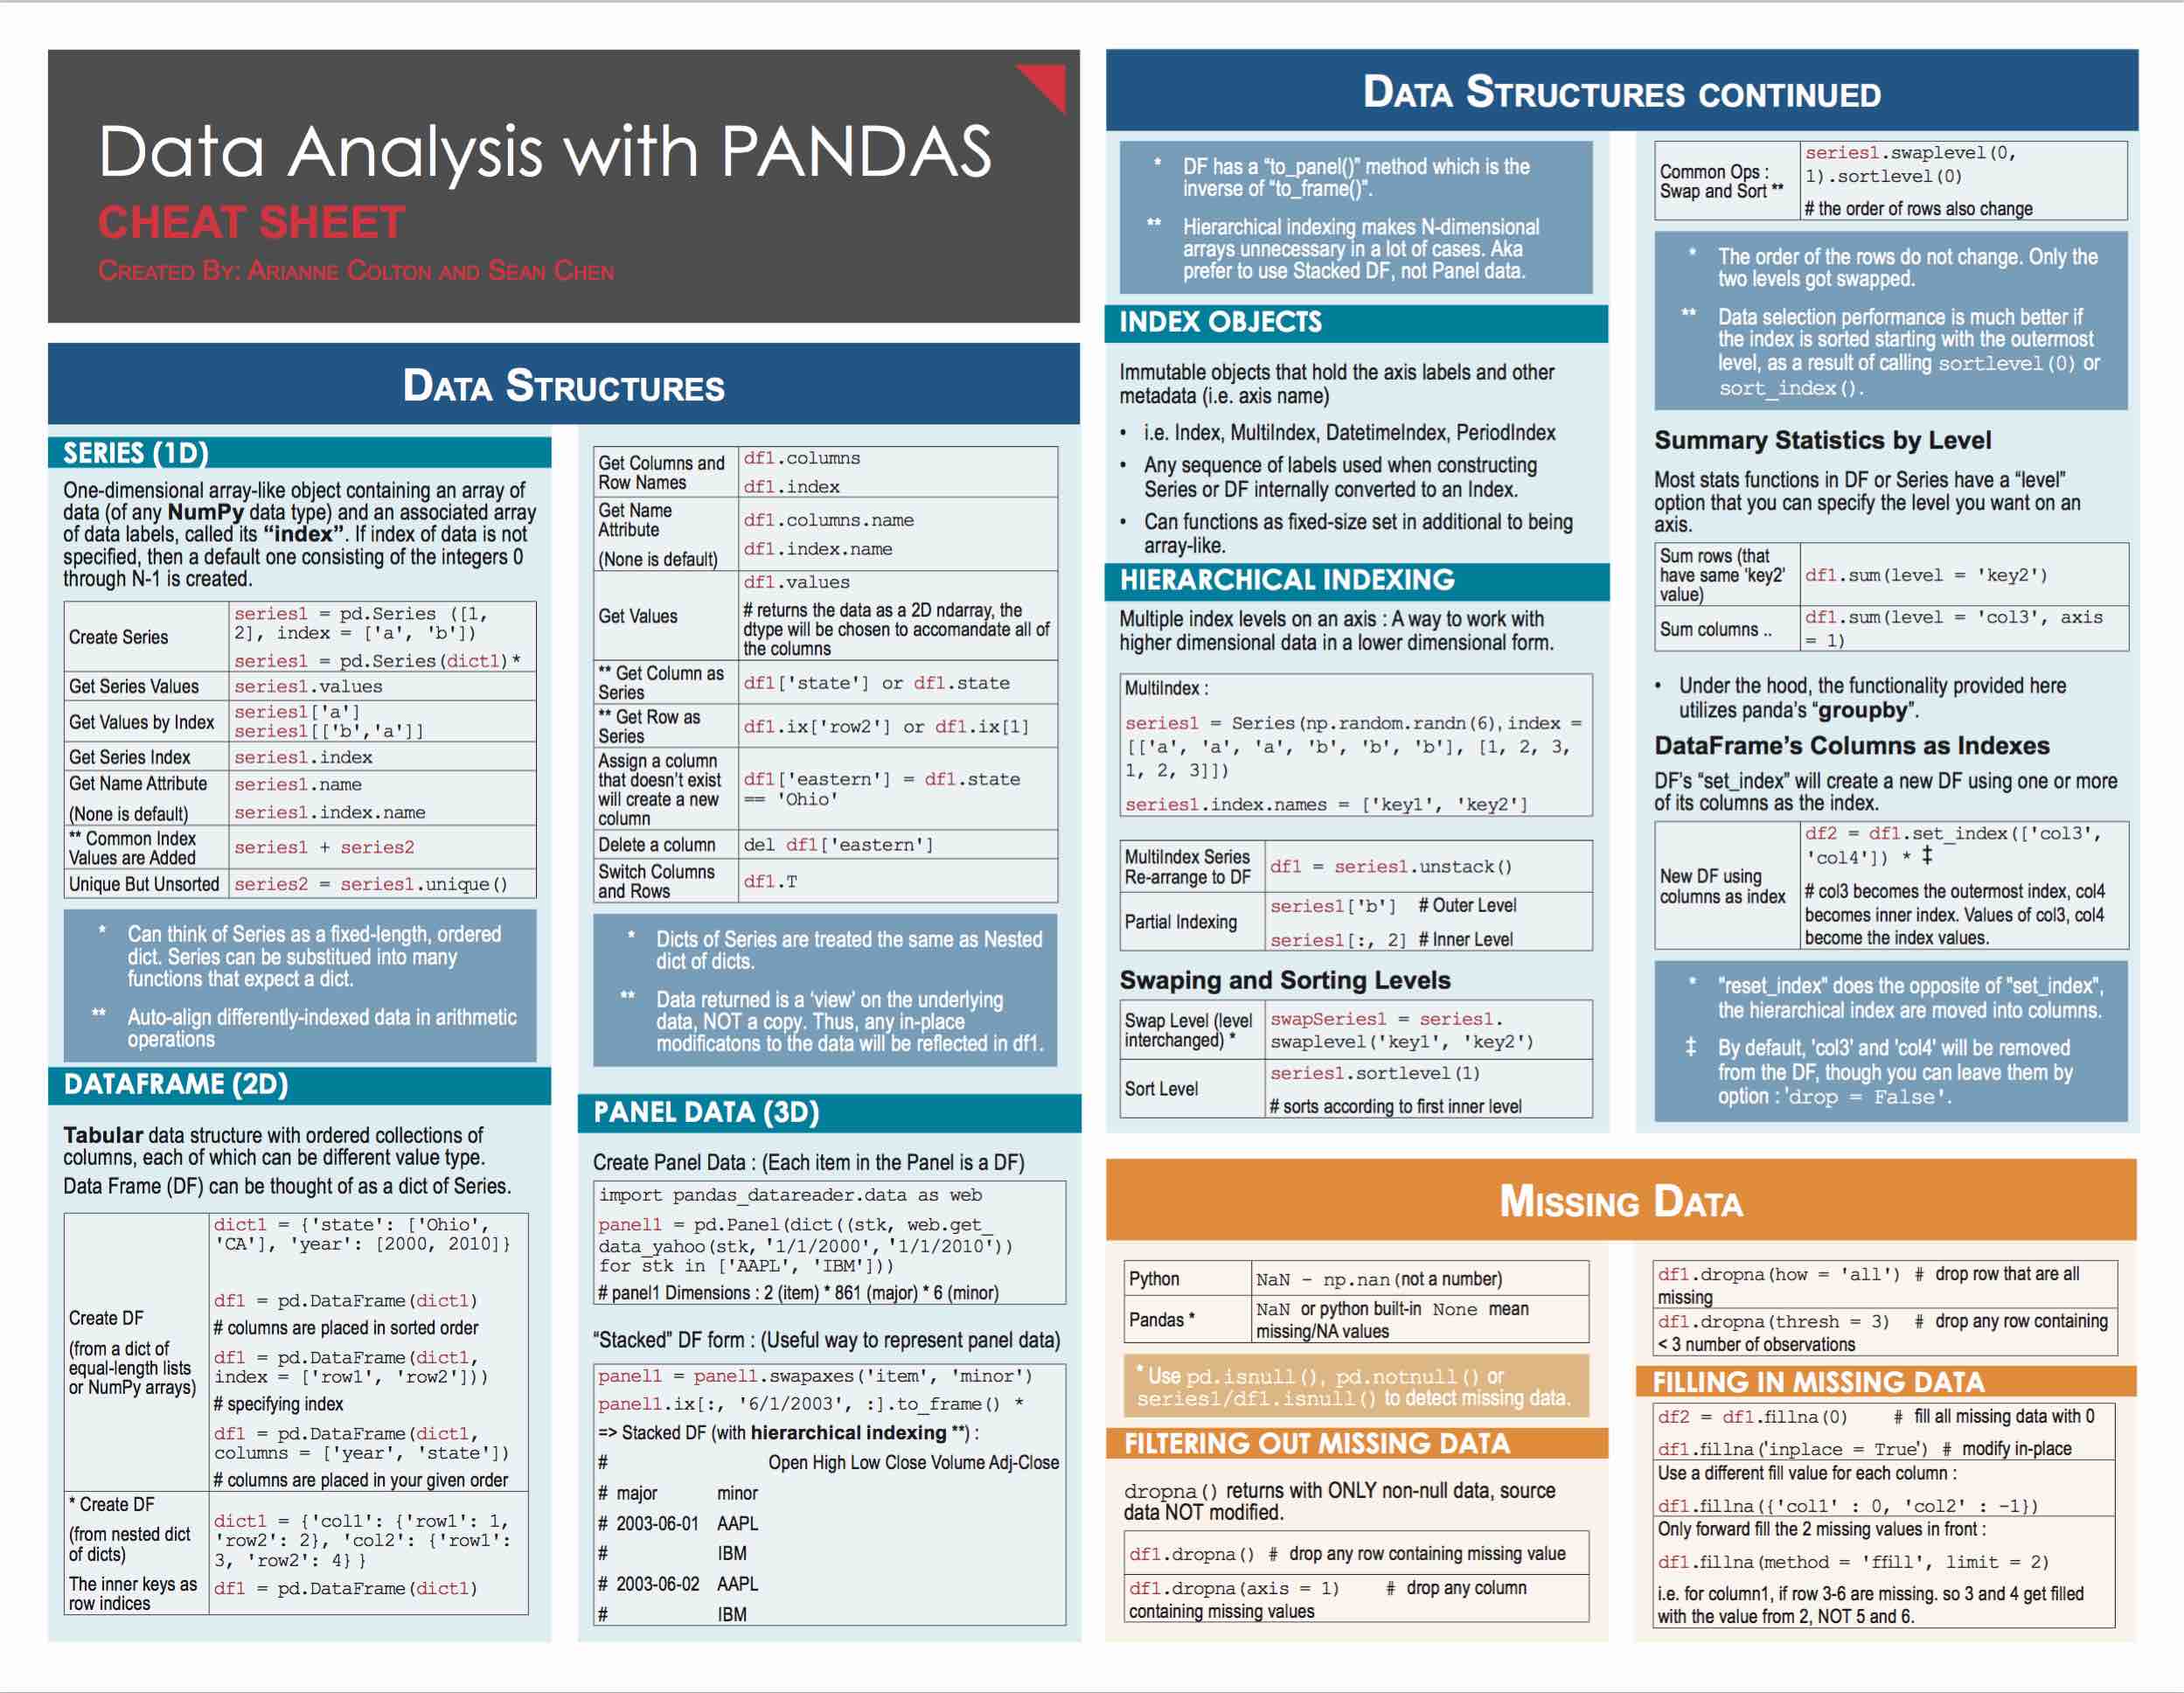 Data Analysis with PANDAS
CHEAT SHEET
CREATED BY: ARIANNE COLTON AND SEAN CHEN
DATA STRUCTURES
SERIES (1D)
One-dimensional array-like object containing an array of
data (of any NumPy data type) and an associated array
of data labels, called its “index”. If index of data is not
specified, then a default one consisting of the integers 0
through N-1 is created.
Create Series
series1 = pd.Series ([1,
2], index = ['a', 'b'])
series1 = pd.Series(dict1)*
Get Series Values
series1.values
Get Values by Index
series1['a']
series1[['b','a']]
Get Series Index
series1.index
Get Name Attribute
(None is default)
series1.name
series1.index.name
** Common Index
Values are Added
series1 + series2
Unique But Unsorted
series2 = series1.unique()
* Can think of Series as a fixed-length, ordered
dict. Series can be substitued into many
functions that expect a dict.
** Auto-align differently-indexed data in arithmetic
operations
DATAFRAME (2D)
Tabular data structure with ordered collections of
columns, each of which can be different value type.
Data Frame (DF) can be thought of as a dict of Series.
Create DF
(from a dict of
equal-length lists
or NumPy arrays)
dict1 = {'state': ['Ohio',
'CA'], 'year': [2000, 2010]}
df1 = pd.DataFrame(dict1)
# columns are placed in sorted order
df1 = pd.DataFrame(dict1,
index = ['row1', 'row2']))
# specifying index
df1 = pd.DataFrame(dict1,
columns = ['year', 'state'])
# columns are placed in your given order
* Create DF
(from nested dict
of dicts)
The inner keys as
row indices
dict1 = {'col1': {'row1': 1,
'row2': 2}, 'col2': {'row1':
3, 'row2': 4} }
df1 = pd.DataFrame(dict1)
Get Columns and
Row Names
df1.columns
df1.index
Get Name
Attribute
(None is default)
df1.columns.name
df1.index.name
Get Values
df1.values
# returns the data as a 2D ndarray, the
dtype will be chosen to accomandate all of
the columns
** Get Column as
Series
df1['state'] or df1.state
** Get Row as
Series
df1.ix['row2'] or df1.ix[1]
Assign a column
that doesn’t exist
will create a new
column
df1['eastern'] = df1.state
== 'Ohio'
Delete a column
del df1['eastern']
Switch Columns
and Rows
df1.T
* Dicts of Series are treated the same as Nested
dict of dicts.
** Data returned is a ‘view’ on the underlying
data, NOT a copy. Thus, any in-place
modificatons to the data will be reflected in df1.
PANEL DATA (3D)
Create Panel Data : (Each item in the Panel is a DF)
import pandas_datareader.data as web
panel1 = pd.Panel(dict((stk, web.get_
data_yahoo(stk, '1/1/2000', '1/1/2010'))
for stk in ['AAPL', 'IBM']))
# panel1 Dimensions : 2 (item) * 861 (major) * 6 (minor)
“Stacked” DF form : (Useful way to represent panel data)
panel1 = panel1.swapaxes('item', 'minor')
panel1.ix[:, '6/1/2003', :].to_frame() *
=> Stacked DF (with hierarchical indexing **) :
# Open High Low Close Volume Adj-Close
# major minor
# 2003-06-01 AAPL
# IBM
# 2003-06-02 AAPL
# IBM
DATA STRUCTURES CONTINUED
* DF has a “to_panel()” method which is the
inverse of “to_frame()”.
** Hierarchical indexing makes N-dimensional
arrays unnecessary in a lot of cases. Aka
prefer to use Stacked DF, not Panel data.
INDEX OBJECTS
Immutable objects that hold the axis labels and other
metadata (i.e. axis name)
• i.e. Index, MultiIndex, DatetimeIndex, PeriodIndex
• Any sequence of labels used when constructing
Series or DF internally converted to an Index.
• Can functions as fixed-size set in additional to being
array-like.
HIERARCHICAL INDEXING
Multiple index levels on an axis : A way to work with
higher dimensional data in a lower dimensional form.
MultiIndex :
series1 = Series(np.random.randn(6), index =
[['a', 'a', 'a', 'b', 'b', 'b'], [1, 2, 3,
1, 2, 3]])
series1.index.names = ['key1', 'key2']
MultiIndex Series
Re-arrange to DF
df1 = series1.unstack()
Partial Indexing
series1['b'] # Outer Level
series1[:, 2] # Inner Level
Swaping and Sorting Levels
Swap Level (level
interchanged) *
swapSeries1 = series1.
swaplevel('key1', 'key2')
Sort Level
series1.sortlevel(1)
# sorts according to first inner level
Common Ops :
Swap and Sort **
series1.swaplevel(0,
1).sortlevel(0)
# the order of rows also change
* The order of the rows do not change. Only the
two levels got swapped.
** Data selection performance is much better if
the index is sorted starting with the outermost
level, as a result of calling sortlevel(0) or
sort_index().
Summary Statistics by Level
Most stats functions in DF or Series have a “level”
option that you can specify the level you want on an
axis.
Sum rows (that
have same 'key2'
value)
df1.sum(level = 'key2')
Sum columns ..
df1.sum(level = 'col3', axis
= 1)
• Under the hood, the functionality provided here
utilizes panda’s “groupby”.
DataFrame’s Columns as Indexes
DF’s “set_index” will create a new DF using one or more
of its columns as the index.
New DF using
columns as index
df2 = df1.set_index(['col3',
'col4']) * ‡
# col3 becomes the outermost index, col4
becomes inner index. Values of col3, col4
become the index values.
* "reset_index" does the opposite of "set_index",
the hierarchical index are moved into columns.
‡ By default, 'col3' and 'col4' will be removed
from the DF, though you can leave them by
option : 'drop = False'.
MISSING DATA
Python
NaN - np.nan (not a number)
Pandas *
NaN or python built-in None mean
missing/NA values
* Use pd.isnull(), pd.notnull() or
series1/df1.isnull() to detect missing data.
FILTERING OUT MISSING DATA
dropna() returns with ONLY non-null data, source
data NOT modified.
df1.dropna() # drop any row containing missing value
df1.dropna(axis = 1) # drop any column
containing missing values
df1.dropna(how = 'all') # drop row that are all
missing
df1.dropna(thresh = 3) # drop any row containing
< 3 number of observations
FILLING IN MISSING DATA
df2 = df1.fillna(0) # fill all missing data with 0
df1.fillna('inplace = True') # modify in-place
Use a different fill value for each column :
df1.fillna({'col1' : 0, 'col2' : -1})
Only forward fill the 2 missing values in front :
df1.fillna(method = 'ffill', limit = 2)
i.e. for column1, if row 3-6 are missing. so 3 and 4 get filled
with the value from 2, NOT 5 and 6.